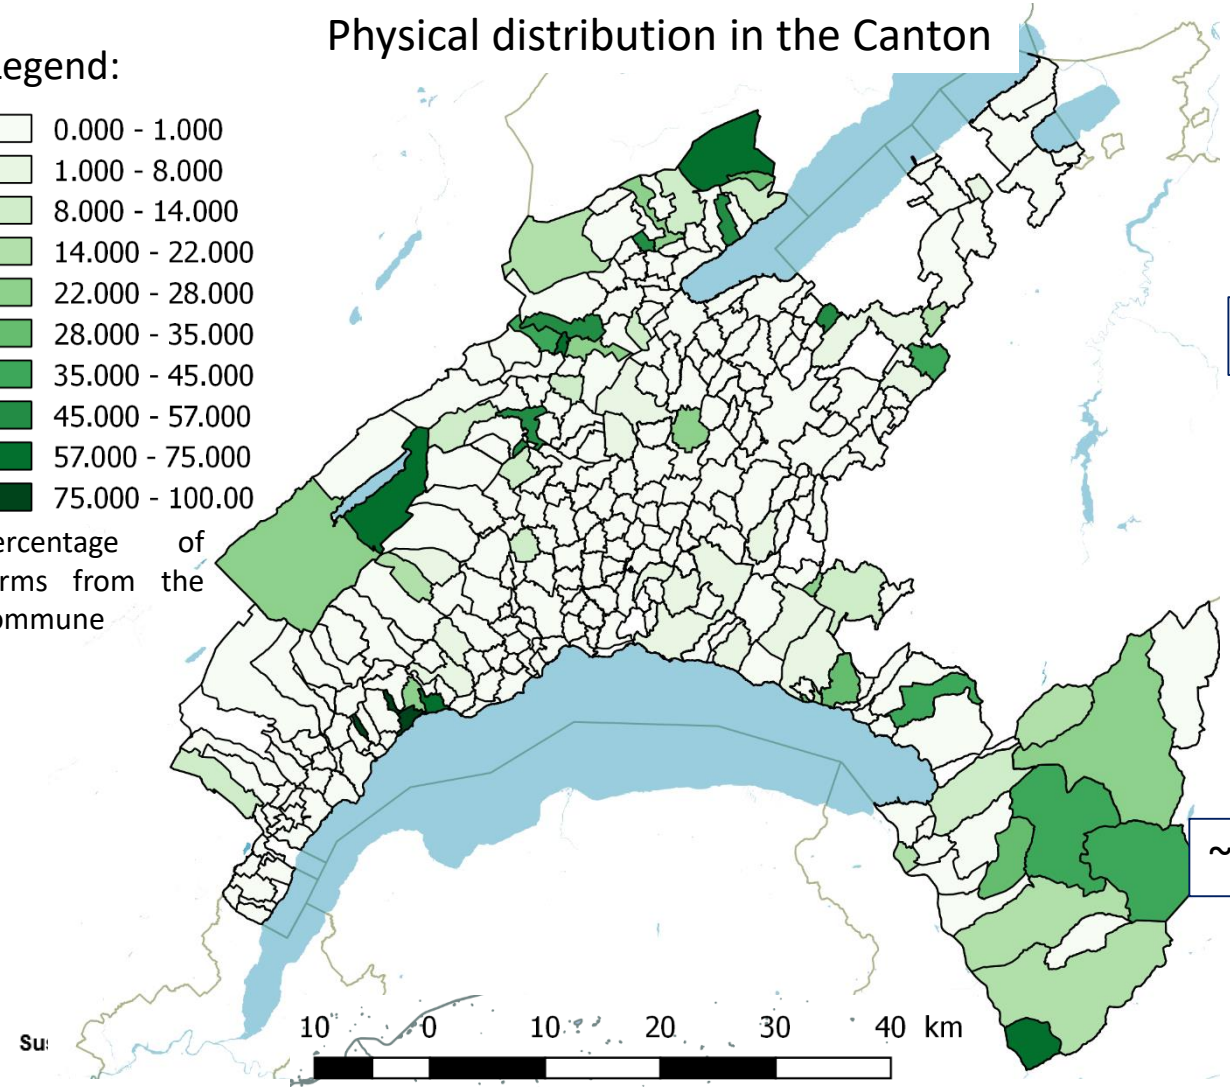 Physical distribution in the Canton
egend:
0.000 - 1.000
1.000 - 8.000
8.000 - 14.000
14.000 - 22.000
22.000 - 28.000
28.000 - 35.000
35.000 - 45.000
45.000 - 57.000
57.000 - 75.000
75.000 - 100.00
ercentage of
rms from the
ommune
~
10 0 10 20 30 40 km
Sus